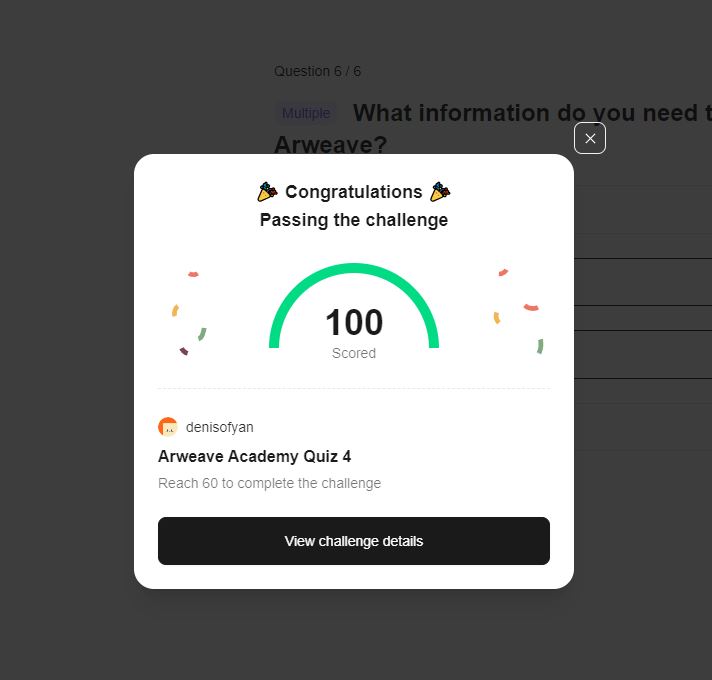 Question 6 / 6
Multiple
What information do you need t
Arweave?
Congratulations
Passing the challenge
100
Scored
denisofyan
Arweave Academy Quiz 4
Reach 60 to complete the challenge
View challenge details